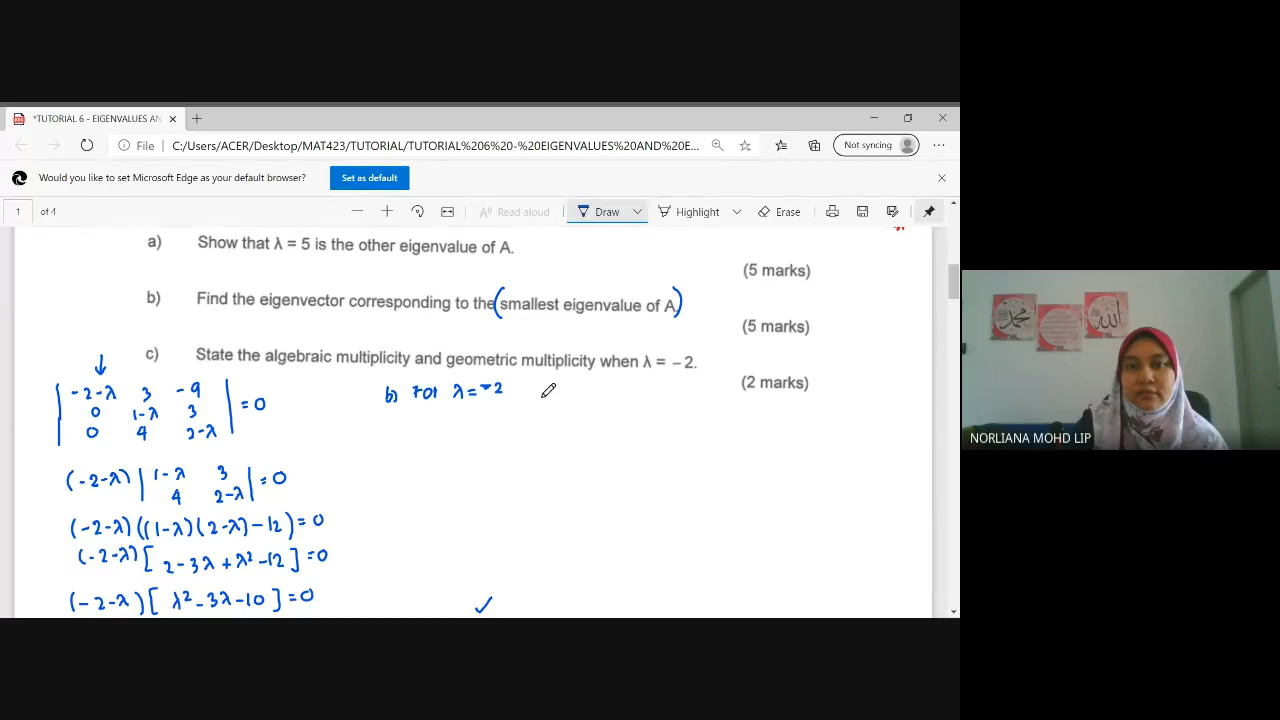 *TUTORIAL 6 - EIGENVALUES AN
File C:/Users/ACER/Desktop/MAT423/TUTORIAL/TUTORIAL%206%20-%20EIGENVALUES%20AND%20E...
Not syncing
Would you like to set Microsoft Edge as your default browser? Set as default
1 of 4 Read aloud Draw Highlight Erase
a) Show that λ = 5 is the other eigenvalue of A.
(5 marks)
b) Find the eigenvector corresponding to the (smallest eigenvalue of A.)
(5 marks)
c) State the algebraic multiplicity and geometric multiplicity when λ = − 2.
(2 marks)
↓
| -2-λ 3 -9 |
| 0 1-λ 3 | = 0
| 0 4 2-λ |
b) For λ = -2
(-2-λ) | 1-λ 3 | = 0
| 4 2-λ |
(-2-λ)((1-λ)(2-λ)-12) = 0
(-2-λ)[2-3λ+λ²-12] = 0
(-2-λ)[λ²-3λ-10] = 0
✓
NORLIANA MOHD LIP
محمد
الله